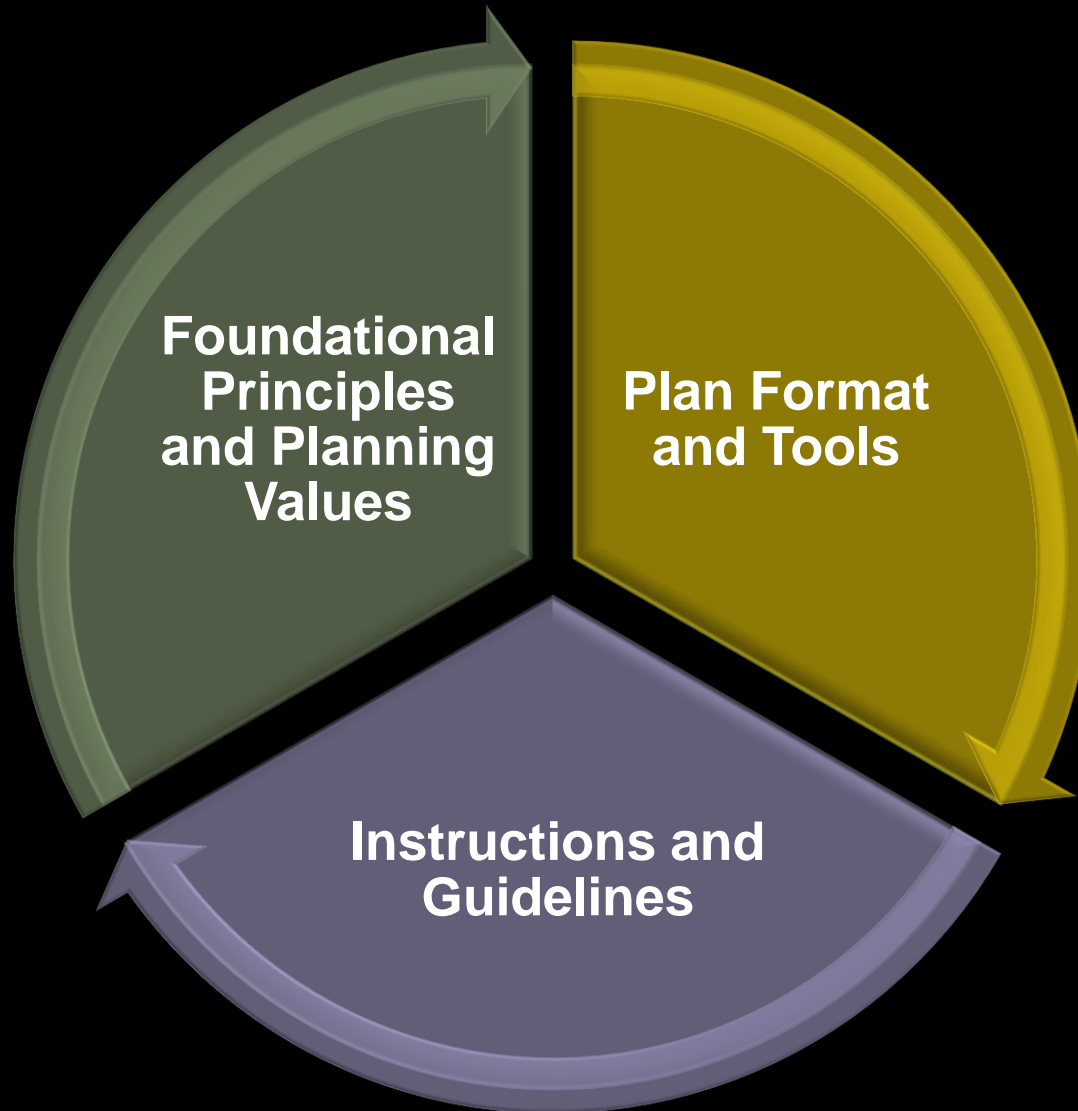 Foundational
Principles
and Planning
Values
Plan Format
and Tools
Instructions and
Guidelines